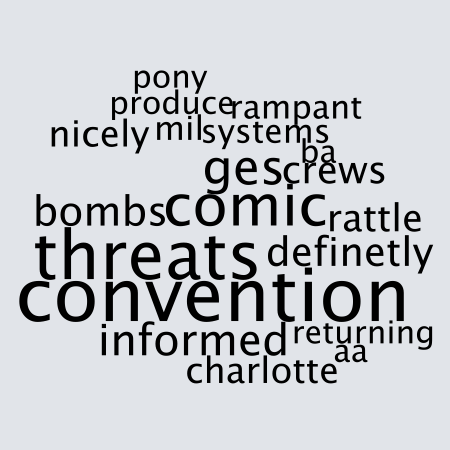 pony
produce rampant
nicely mil systems
ba
ges crews
bombs comic rattle
threats definetly
convention
informed returning
aa
charlotte